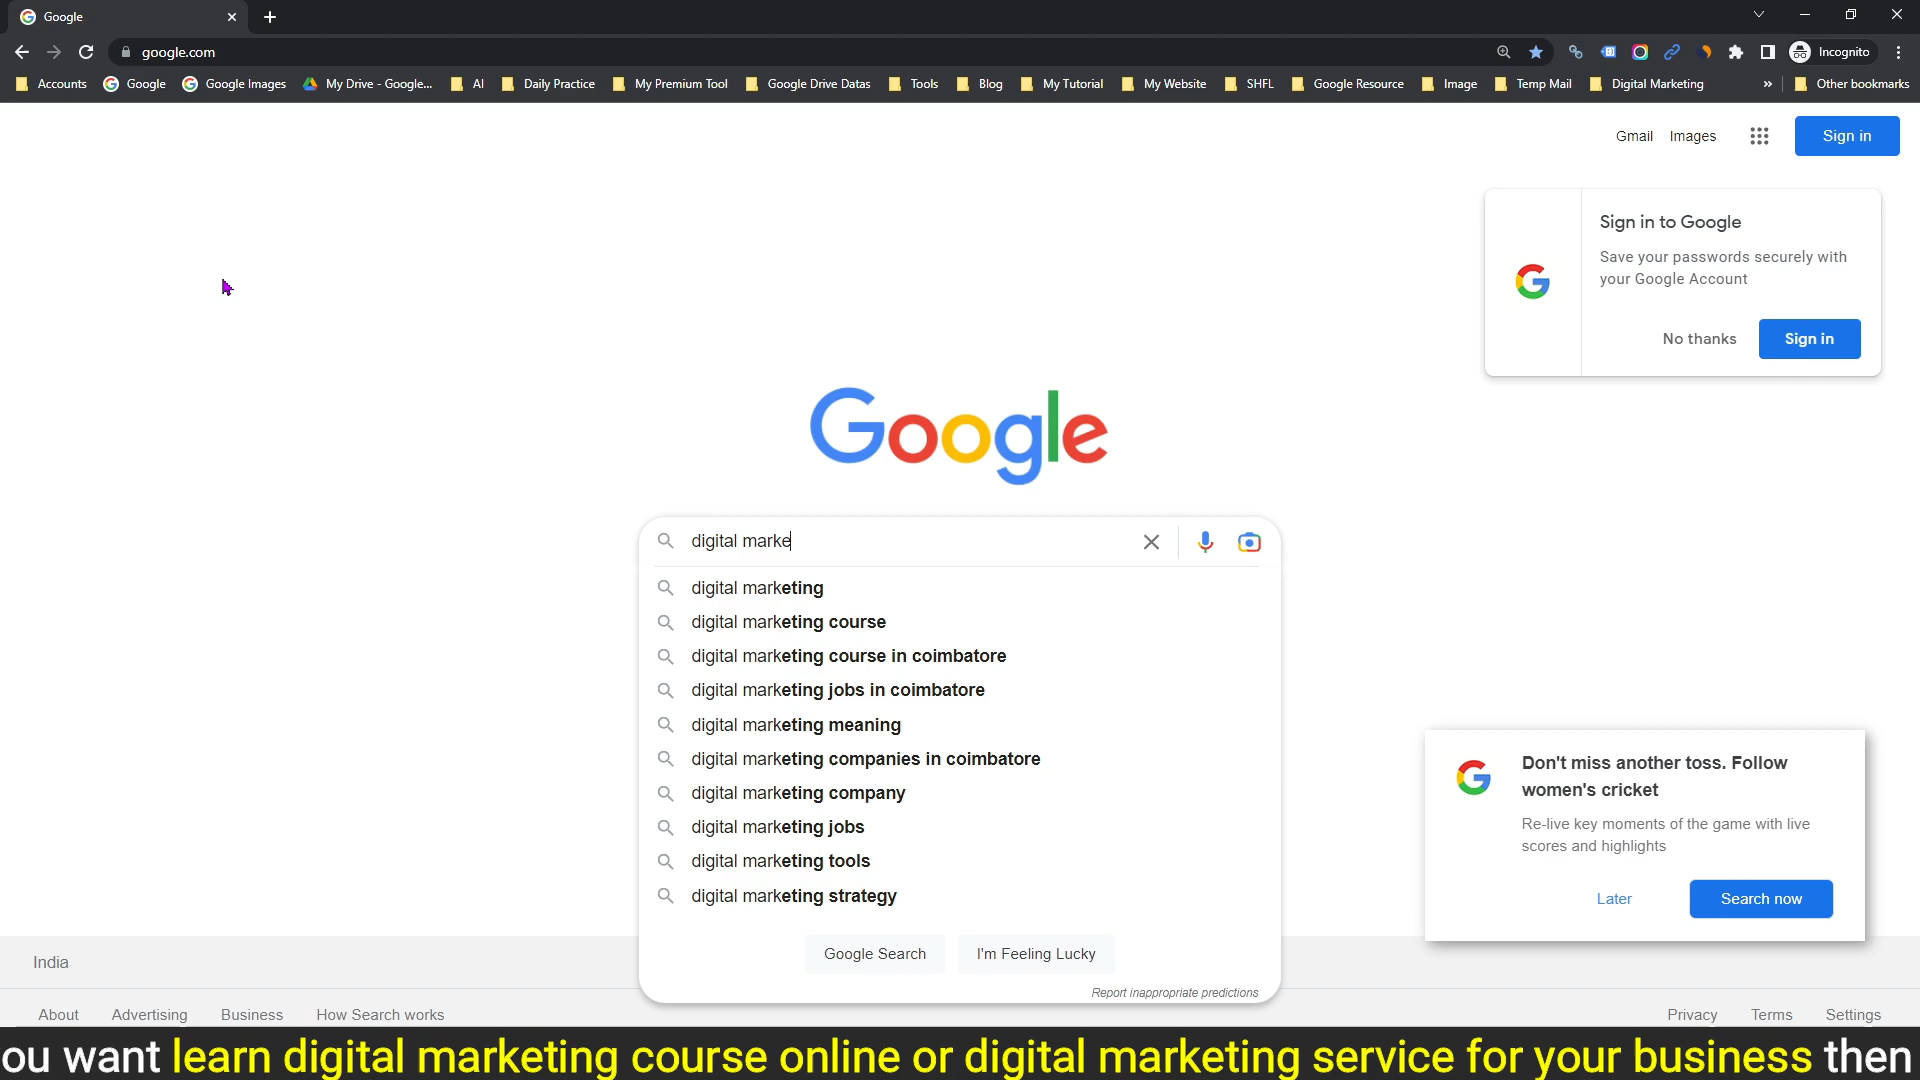 Google
google.com
Incognito
Accounts Google Google Images My Drive - Google... AI Daily Practice My Premium Tool Google Drive Datas Tools Blog My Tutorial My Website SHFL Google Resource Image Temp Mail Digital Marketing » Other bookmarks
Gmail Images Sign in
Sign in to Google
Save your passwords securely with
your Google Account
No thanks Sign in
Google
digital marke
digital marketing
digital marketing course
digital marketing course in coimbatore
digital marketing jobs in coimbatore
digital marketing meaning
digital marketing companies in coimbatore
digital marketing company
digital marketing jobs
digital marketing tools
digital marketing strategy
Google Search I'm Feeling Lucky
Report inappropriate predictions
Don't miss another toss. Follow
women's cricket
Re-live key moments of the game with live
scores and highlights
Later Search now
India
About Advertising Business How Search works Privacy Terms Settings
ou want learn digital marketing course online or digital marketing service for your business then